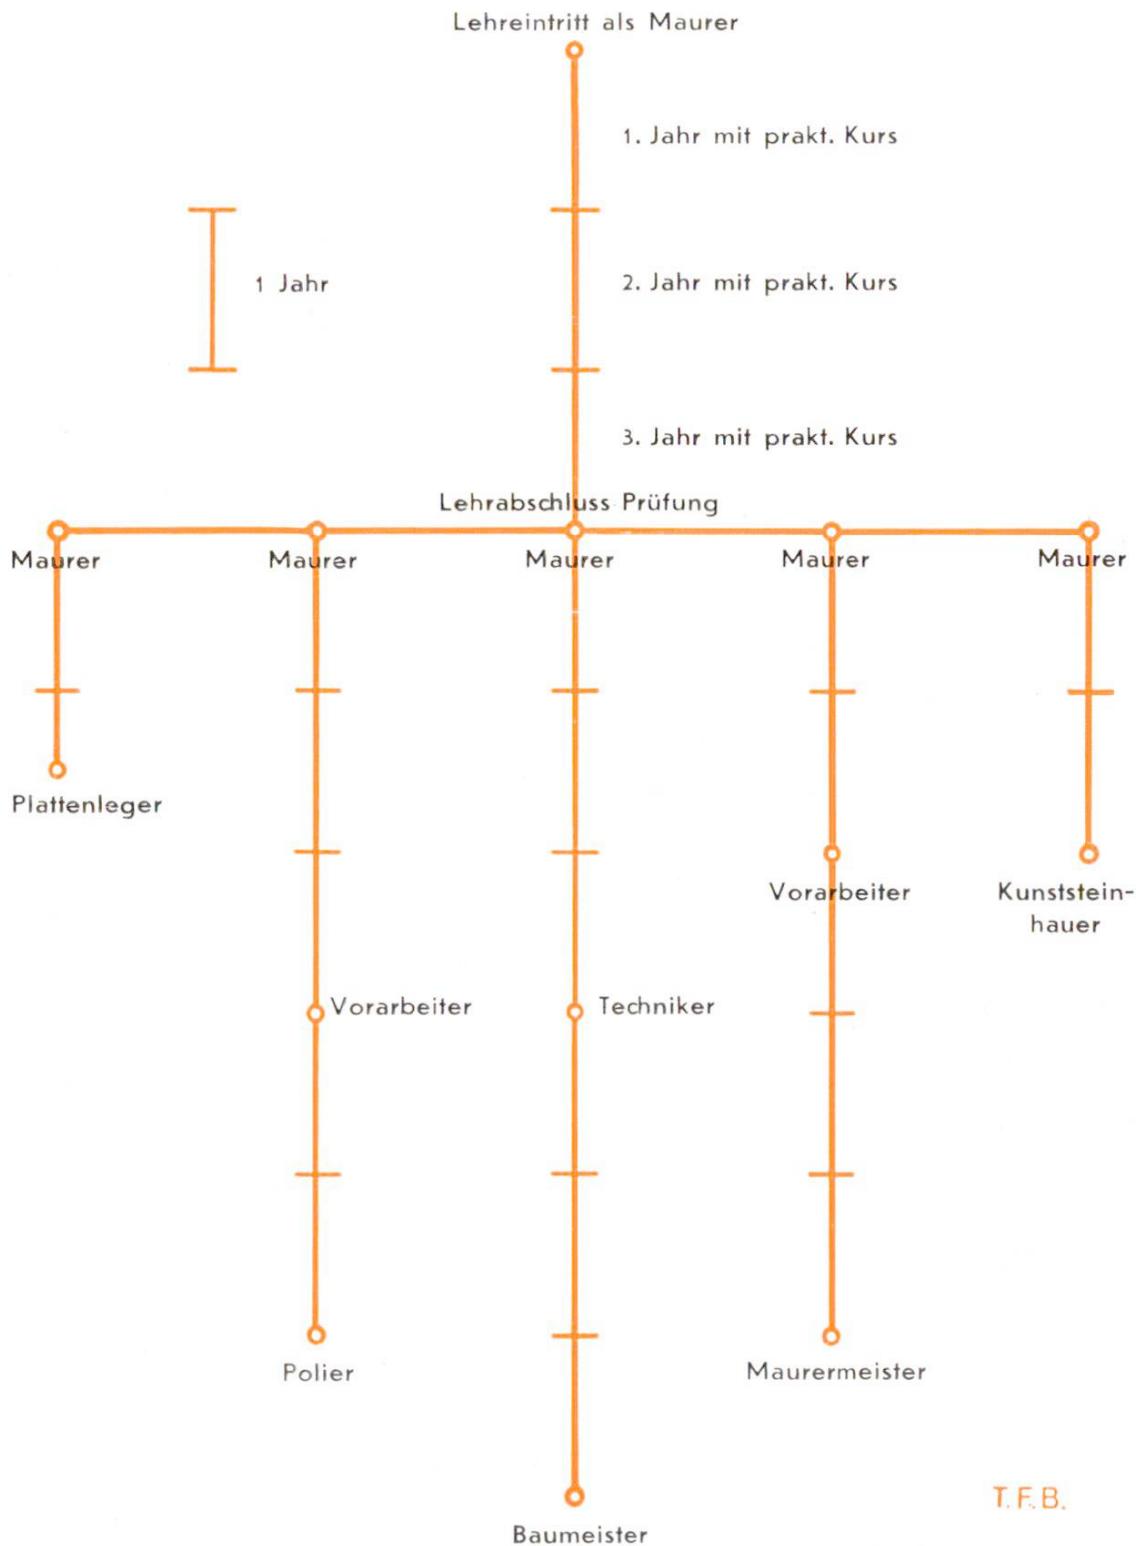 Lehreintritt als Maurer
1. Jahr mit prakt. Kurs
1 Jahr
2. Jahr mit prakt. Kurs
3. Jahr mit prakt. Kurs
Lehrabschluss Prüfung
Maurer
Maurer
Maurer
Maurer
Maurer
Plattenleger
Vorarbeiter
Kunststein-
hauer
Vorarbeiter
Techniker
Polier
Maurermeister
T.F.B.
Baumeister